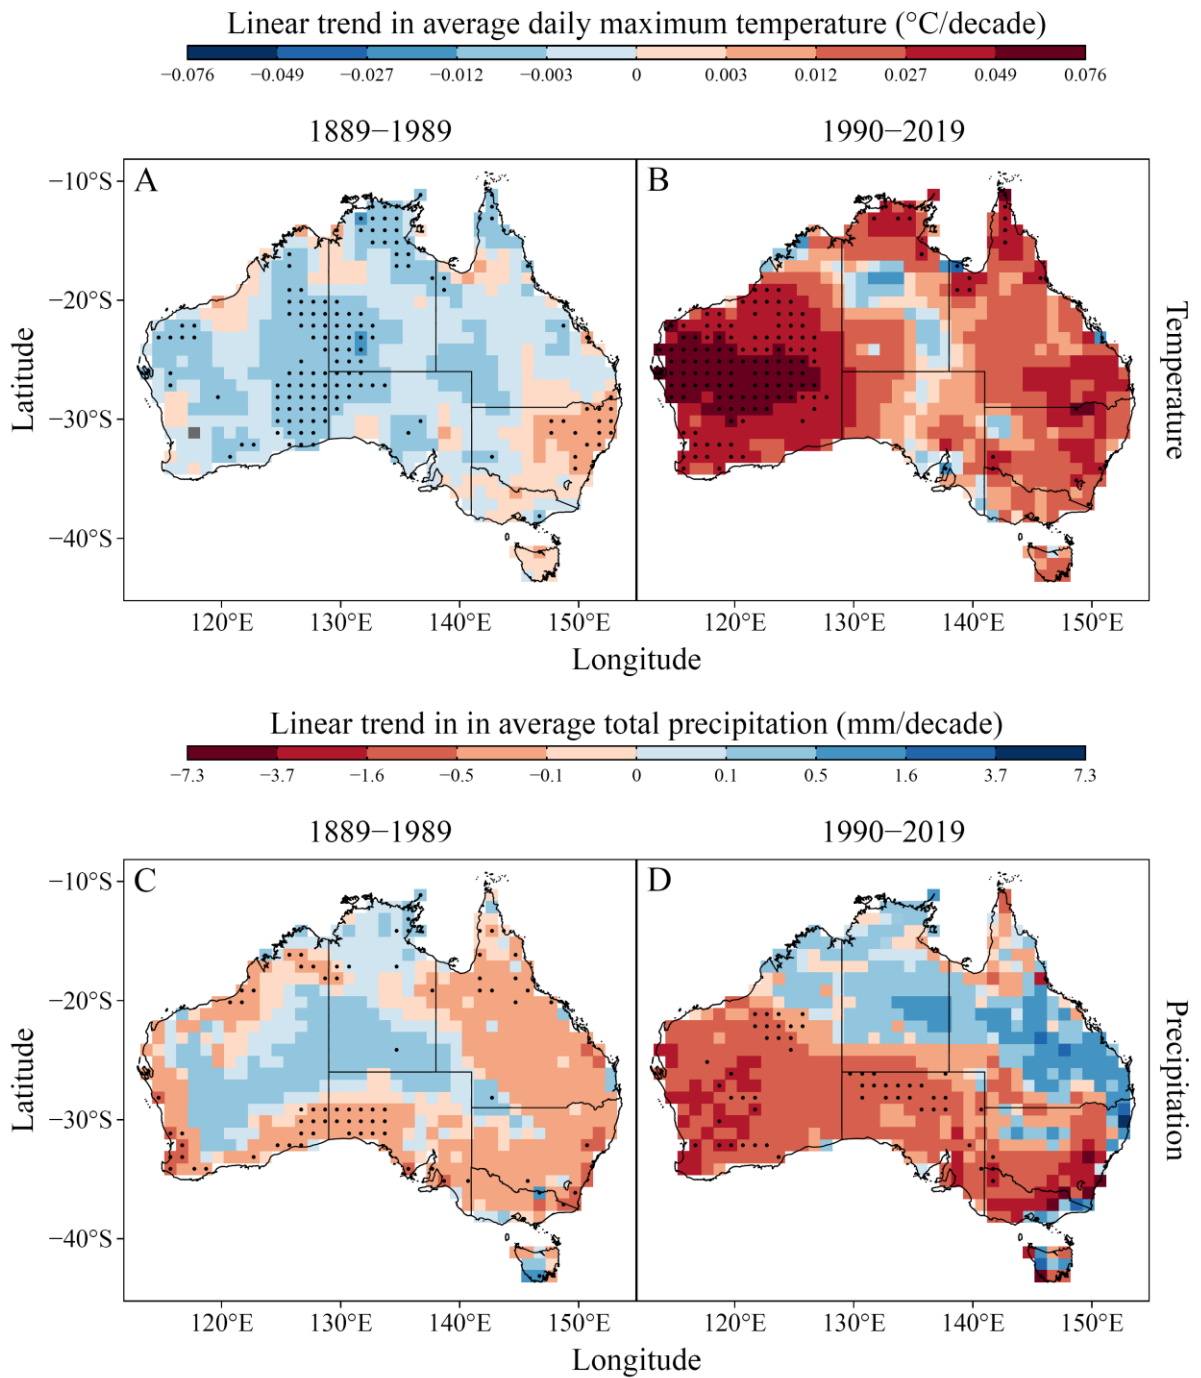 Linear trend in average daily maximum temperature (°C/decade)
−0.076 −0.049 −0.027 −0.012 −0.003 0 0.003 0.012 0.027 0.049 0.076
1889−1989 1990−2019
A B
−10°S
−20°S
−30°S
−40°S
Latitude
Temperature
120°E 130°E 140°E 150°E 120°E 130°E 140°E 150°E
Longitude
Linear trend in in average total precipitation (mm/decade)
−7.3 −3.7 −1.6 −0.5 −0.1 0 0.1 0.5 1.6 3.7 7.3
1889−1989 1990−2019
C D
−10°S
−20°S
−30°S
−40°S
Latitude
Precipitation
120°E 130°E 140°E 150°E 120°E 130°E 140°E 150°E
Longitude